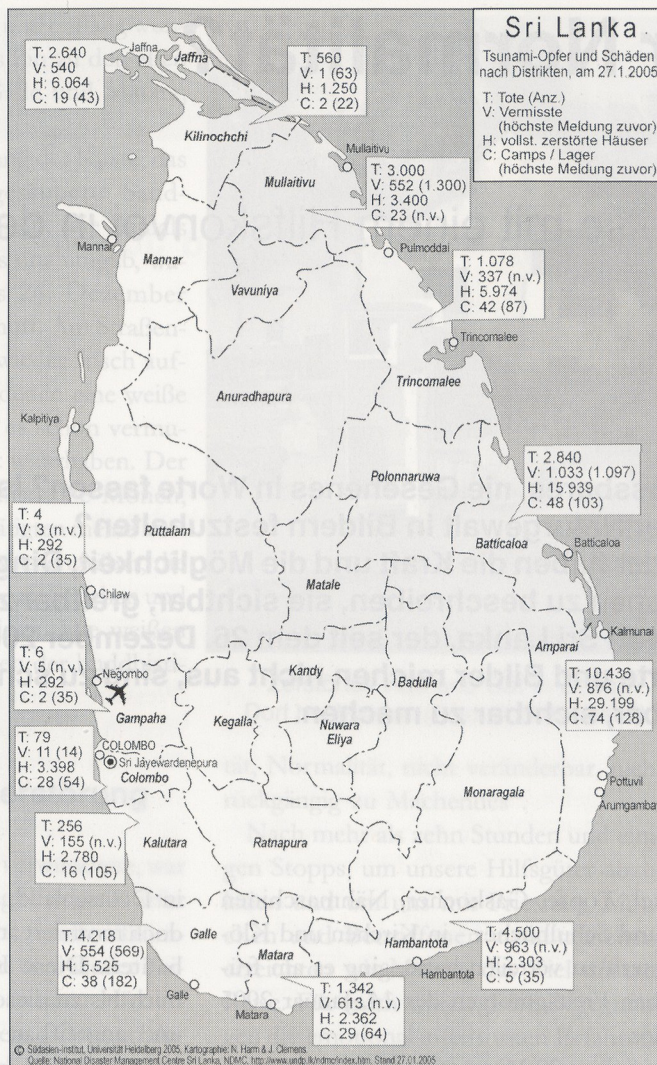 Sri Lanka
Tsunami-Opfer und Schäden
nach Distrikten, am 27.1.2005
T: Tote (Anz.)
V: Vermisste
(höchste Meldung zuvor)
H: vollst. zerstörte Häuser
C: Camps / Lager
(höchste Meldung zuvor)
T: 2.640
V: 540
H: 6.064
C: 19 (43)
Jaffna
Jaffna
T: 560
V: 1 (63)
H: 1.250
C: 2 (22)
Kilinochchi
Mullaitivu
Mullaitivu
T: 3.000
V: 552 (1.300)
H: 3.400
C: 23 (n.v.)
Mannar
Mannar
Pulmoddai
Vavuniya
T: 1.078
V: 337 (n.v.)
H: 5.974
C: 42 (87)
Trincomalee
Trincomalee
Anuradhapura
Kalpitiya
Polonnaruwa
T: 2.840
V: 1.033 (1.097)
H: 15.939
C: 48 (103)
T: 4
V: 3 (n.v.)
H: 292
C: 2 (35)
Puttalam
Batticaloa
Batticaloa
Chilaw
Matale
Kalmunai
Amparai
T: 6
V: 5 (n.v.)
H: 292
C: 2 (35)
Negombo
Kandy
Badulla
T: 10.436
V: 876 (n.v.)
H: 29.199
C: 74 (128)
Gampaha
Kegalla
Nuwara
Eliya
T: 79
V: 11 (14)
H: 3.398
C: 28 (54)
COLOMBO
Sri Jayewardenepura
Colombo
Monaragala
Pottuvil
Arumgambay
T: 256
V: 155 (n.v.)
H: 2.780
C: 16 (105)
Kalutara
Ratnapura
T: 4.218
V: 554 (569)
H: 5.525
C: 38 (182)
Galle
Matara
Hambantota
T: 4.500
V: 963 (n.v.)
H: 2.303
C: 5 (35)
Hambantota
Galle
Matara
T: 1.342
V: 613 (n.v.)
H: 2.362
C: 29 (64)
© Südasien-Institut, Universität Heidelberg 2005, Kartographie: N. Harm & J. Clemens.
Quelle: National Disaster Management Centre Sri Lanka, NDMC, http://www.undp.lk/ndmc/index.htm, Stand 27.01.2005